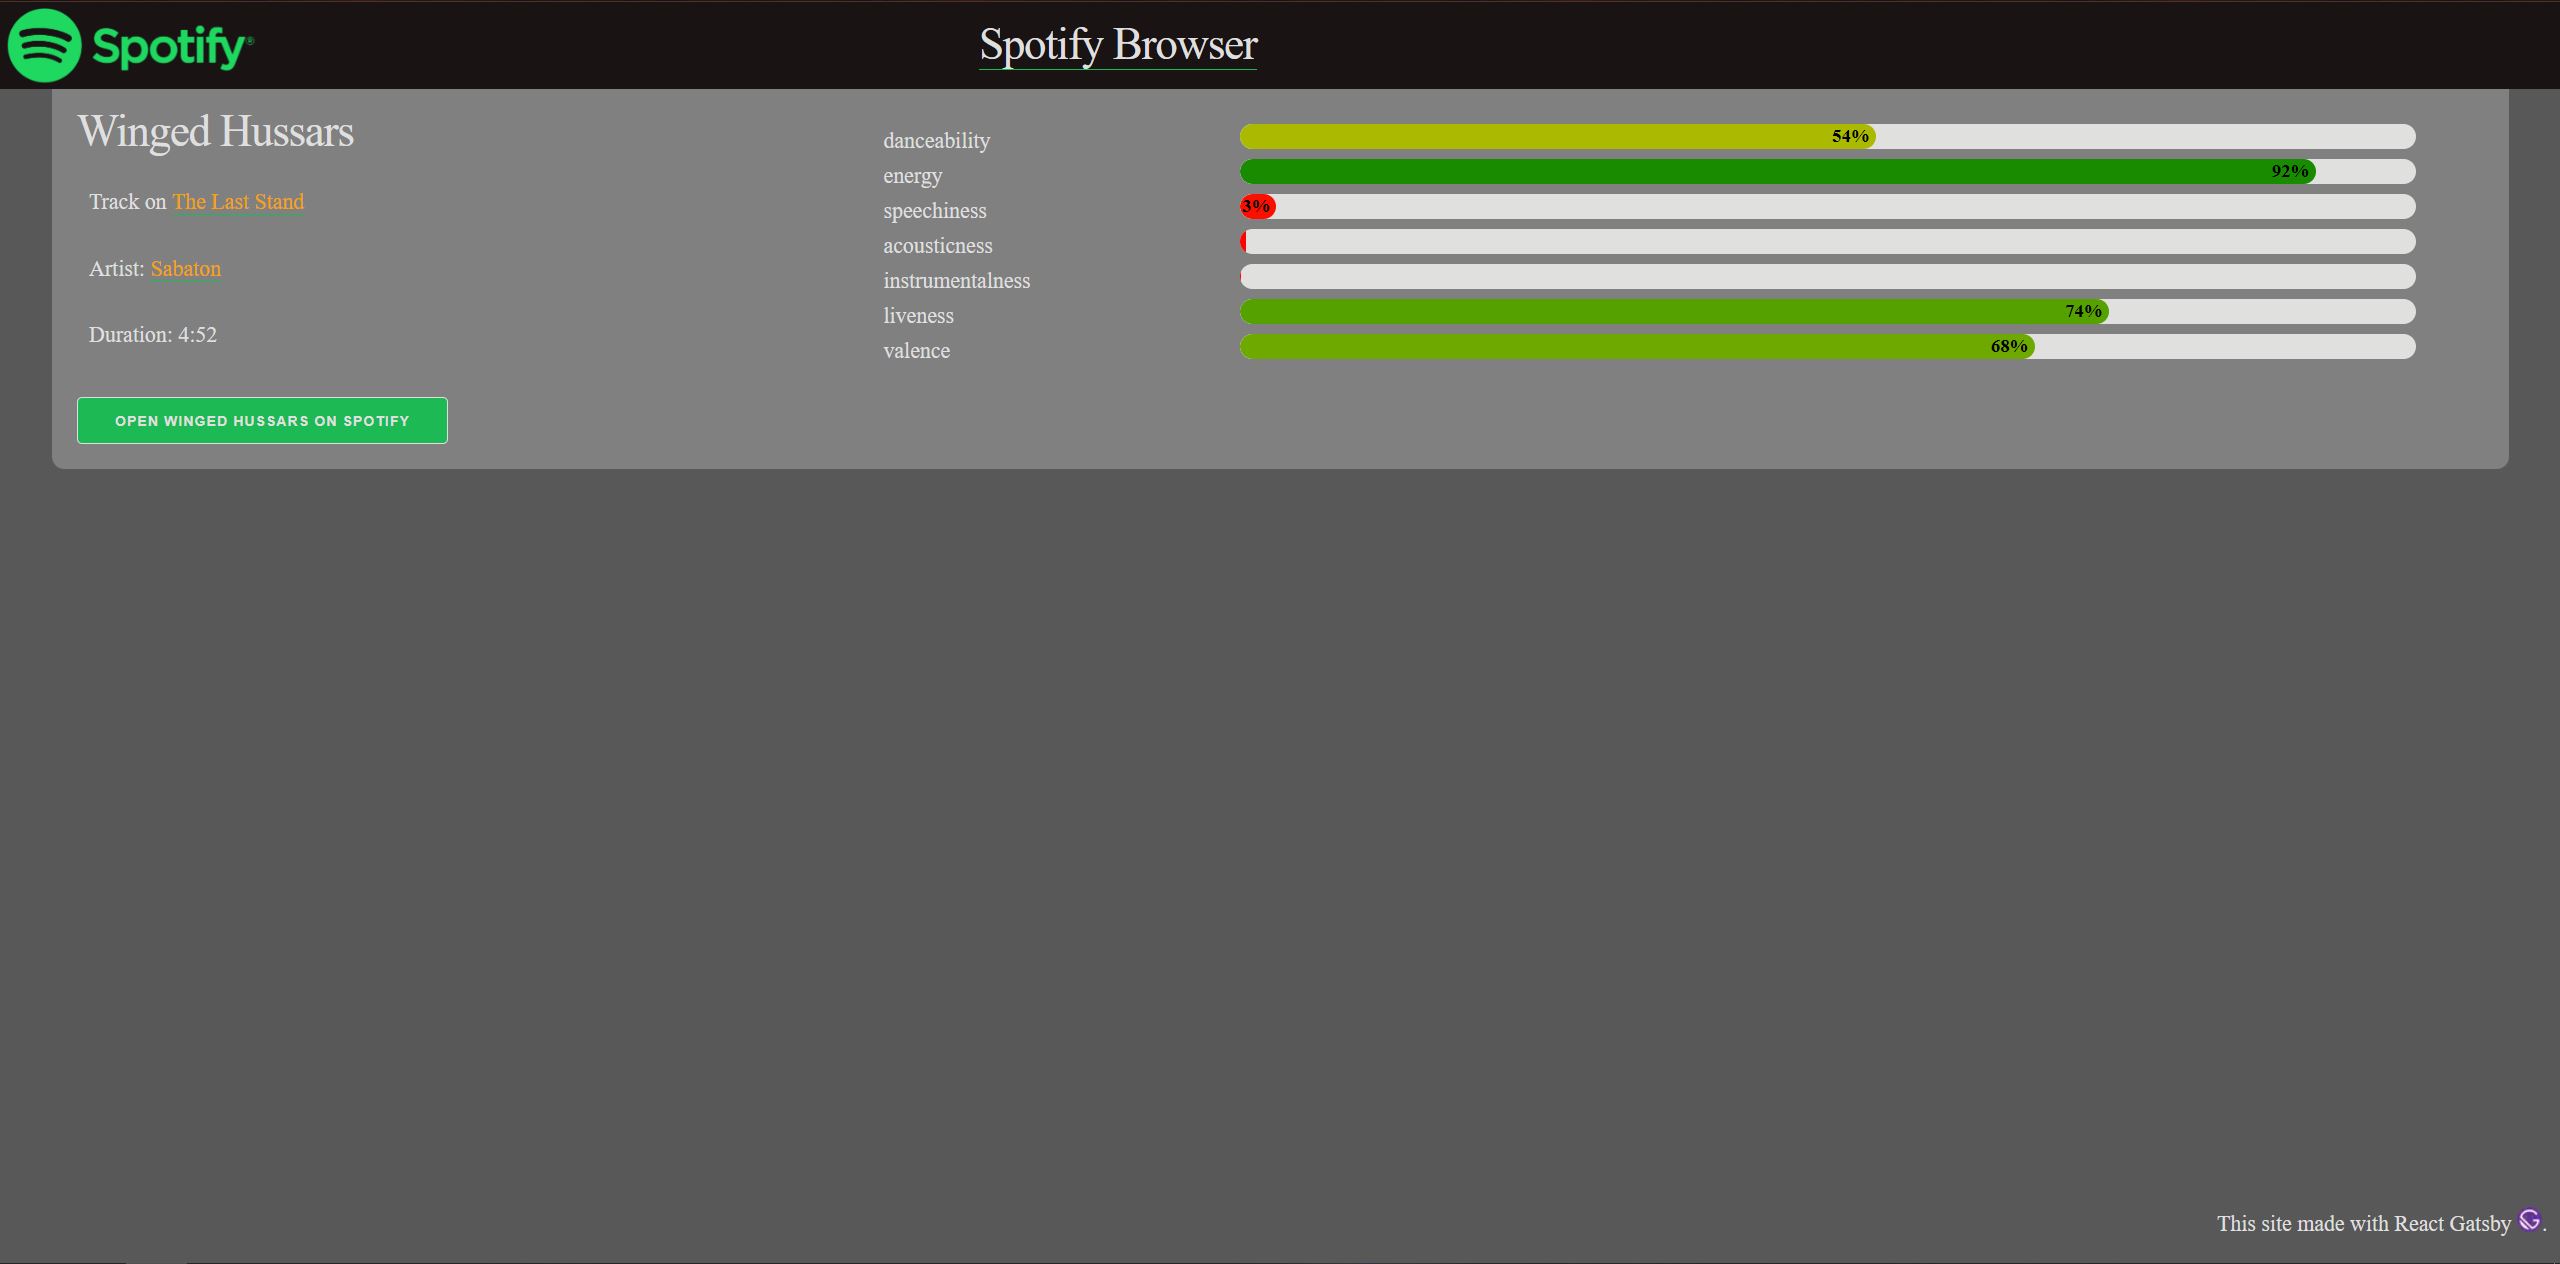 Spotify®
Spotify Browser
Winged Hussars
Track on The Last Stand
Artist: Sabaton
Duration: 4:52
OPEN WINGED HUSSARS ON SPOTIFY
danceability 54%
energy 92%
speechiness 3%
acousticness
instrumentalness
liveness 74%
valence 68%
This site made with React Gatsby .